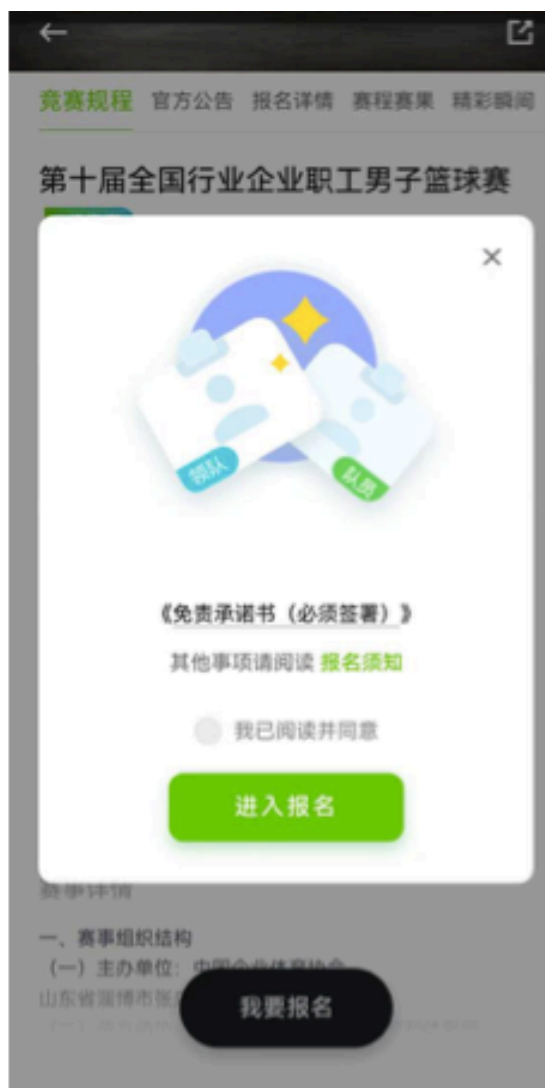 竞赛规程 官方公告 报名详情 赛程赛果 精彩瞬间
第十届全国行业企业职工男子篮球赛
领队
队员
《免责承诺书（必须签署）》
其他事项请阅读 报名须知
我已阅读并同意
进入报名
赛事详情
一、赛事组织结构
（一）主办单位：中国企业体育协会
山东省淄博市张
我要报名